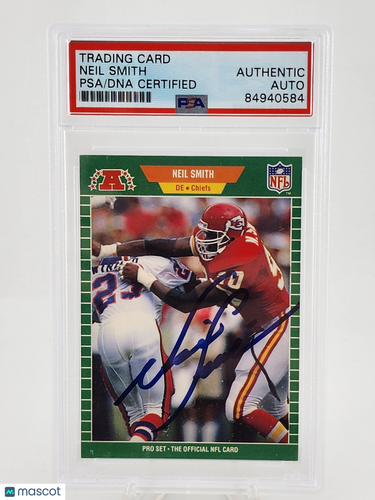 TRADING CARD
NEIL SMITH
PSA/DNA CERTIFIED
AUTHENTIC
AUTO
84940584
PSA
A
NEIL SMITH
DE • Chiefs
NFL
90
PRO SET • THE OFFICIAL NFL CARD
mascot